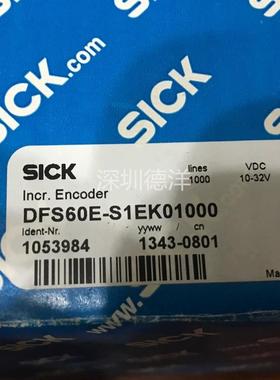 SICK
SICK
.com
SICK
lines
VDC
1000
10-32V
深圳德洋
Incr. Encoder
DFS60E-S1EK01000
Ident-Nr.
yyww / cn
1053984
1343-0801
Ma